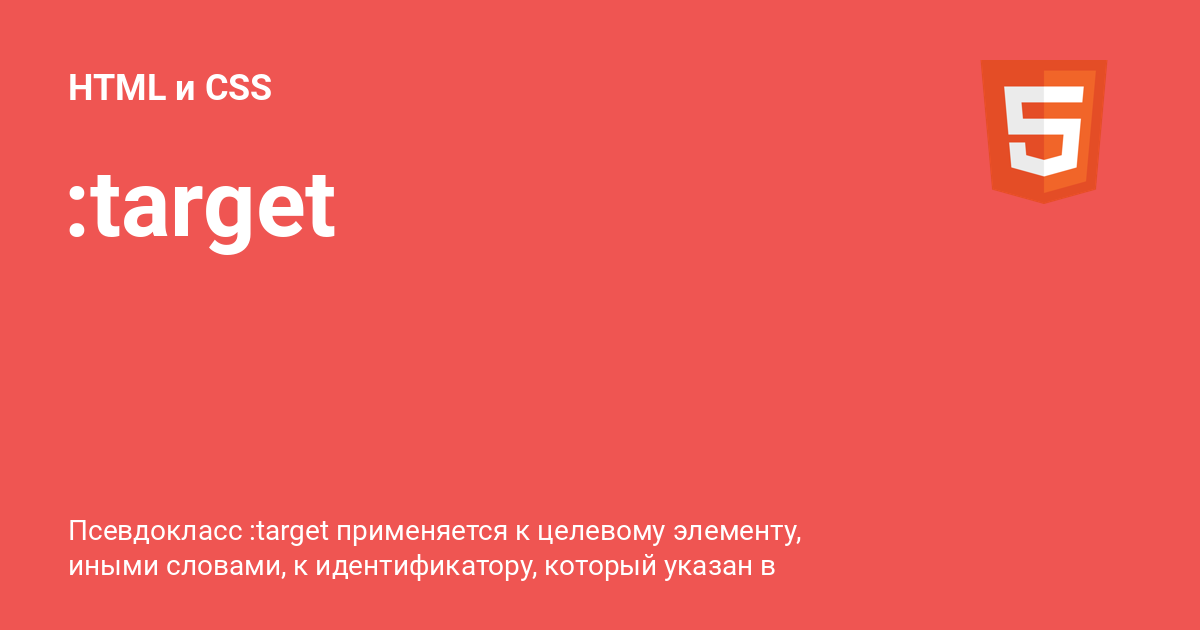 HTML и CSS
:target
Псевдокласс :target применяется к целевому элементу,
иными словами, к идентификатору, который указан в